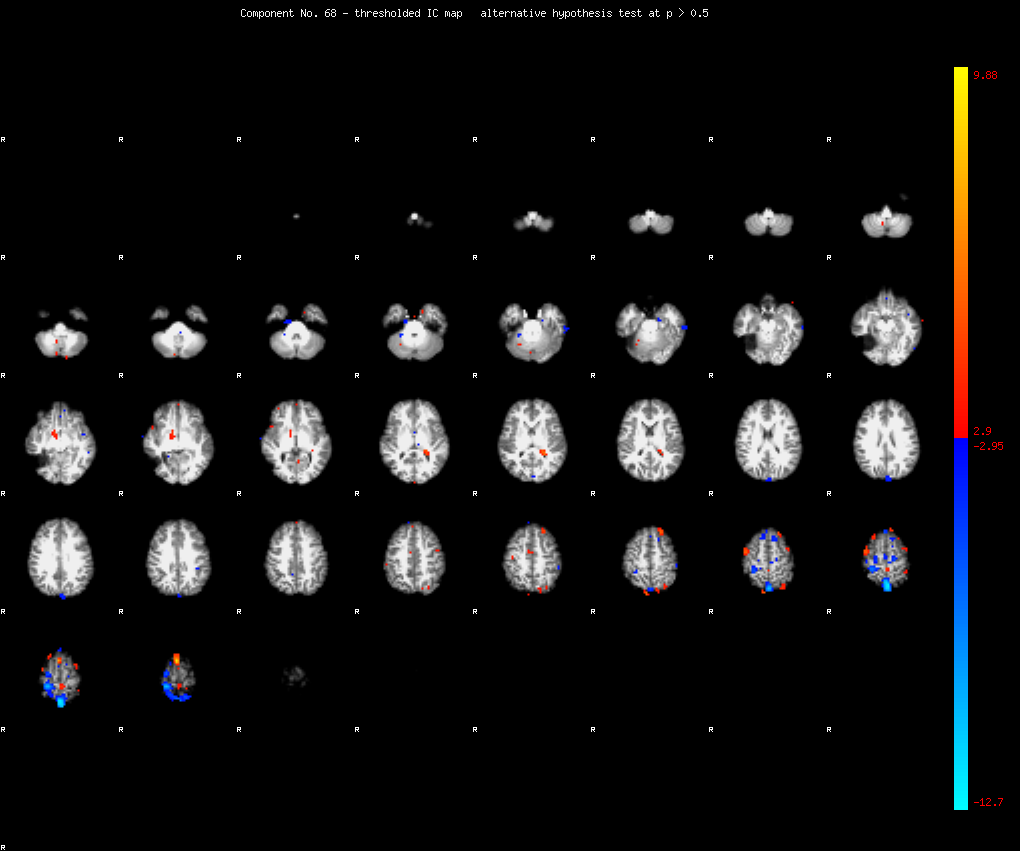 Component No. 68 - thresholded IC map   alternative hypothesis test at p > 0.5
9.88
R R R R R R R R
R R R R R R R R
R R R R R R R R
2.9
-2.95
R R R R R R R R
R R R R R R R R
R R R R R R R R
-12.7
R